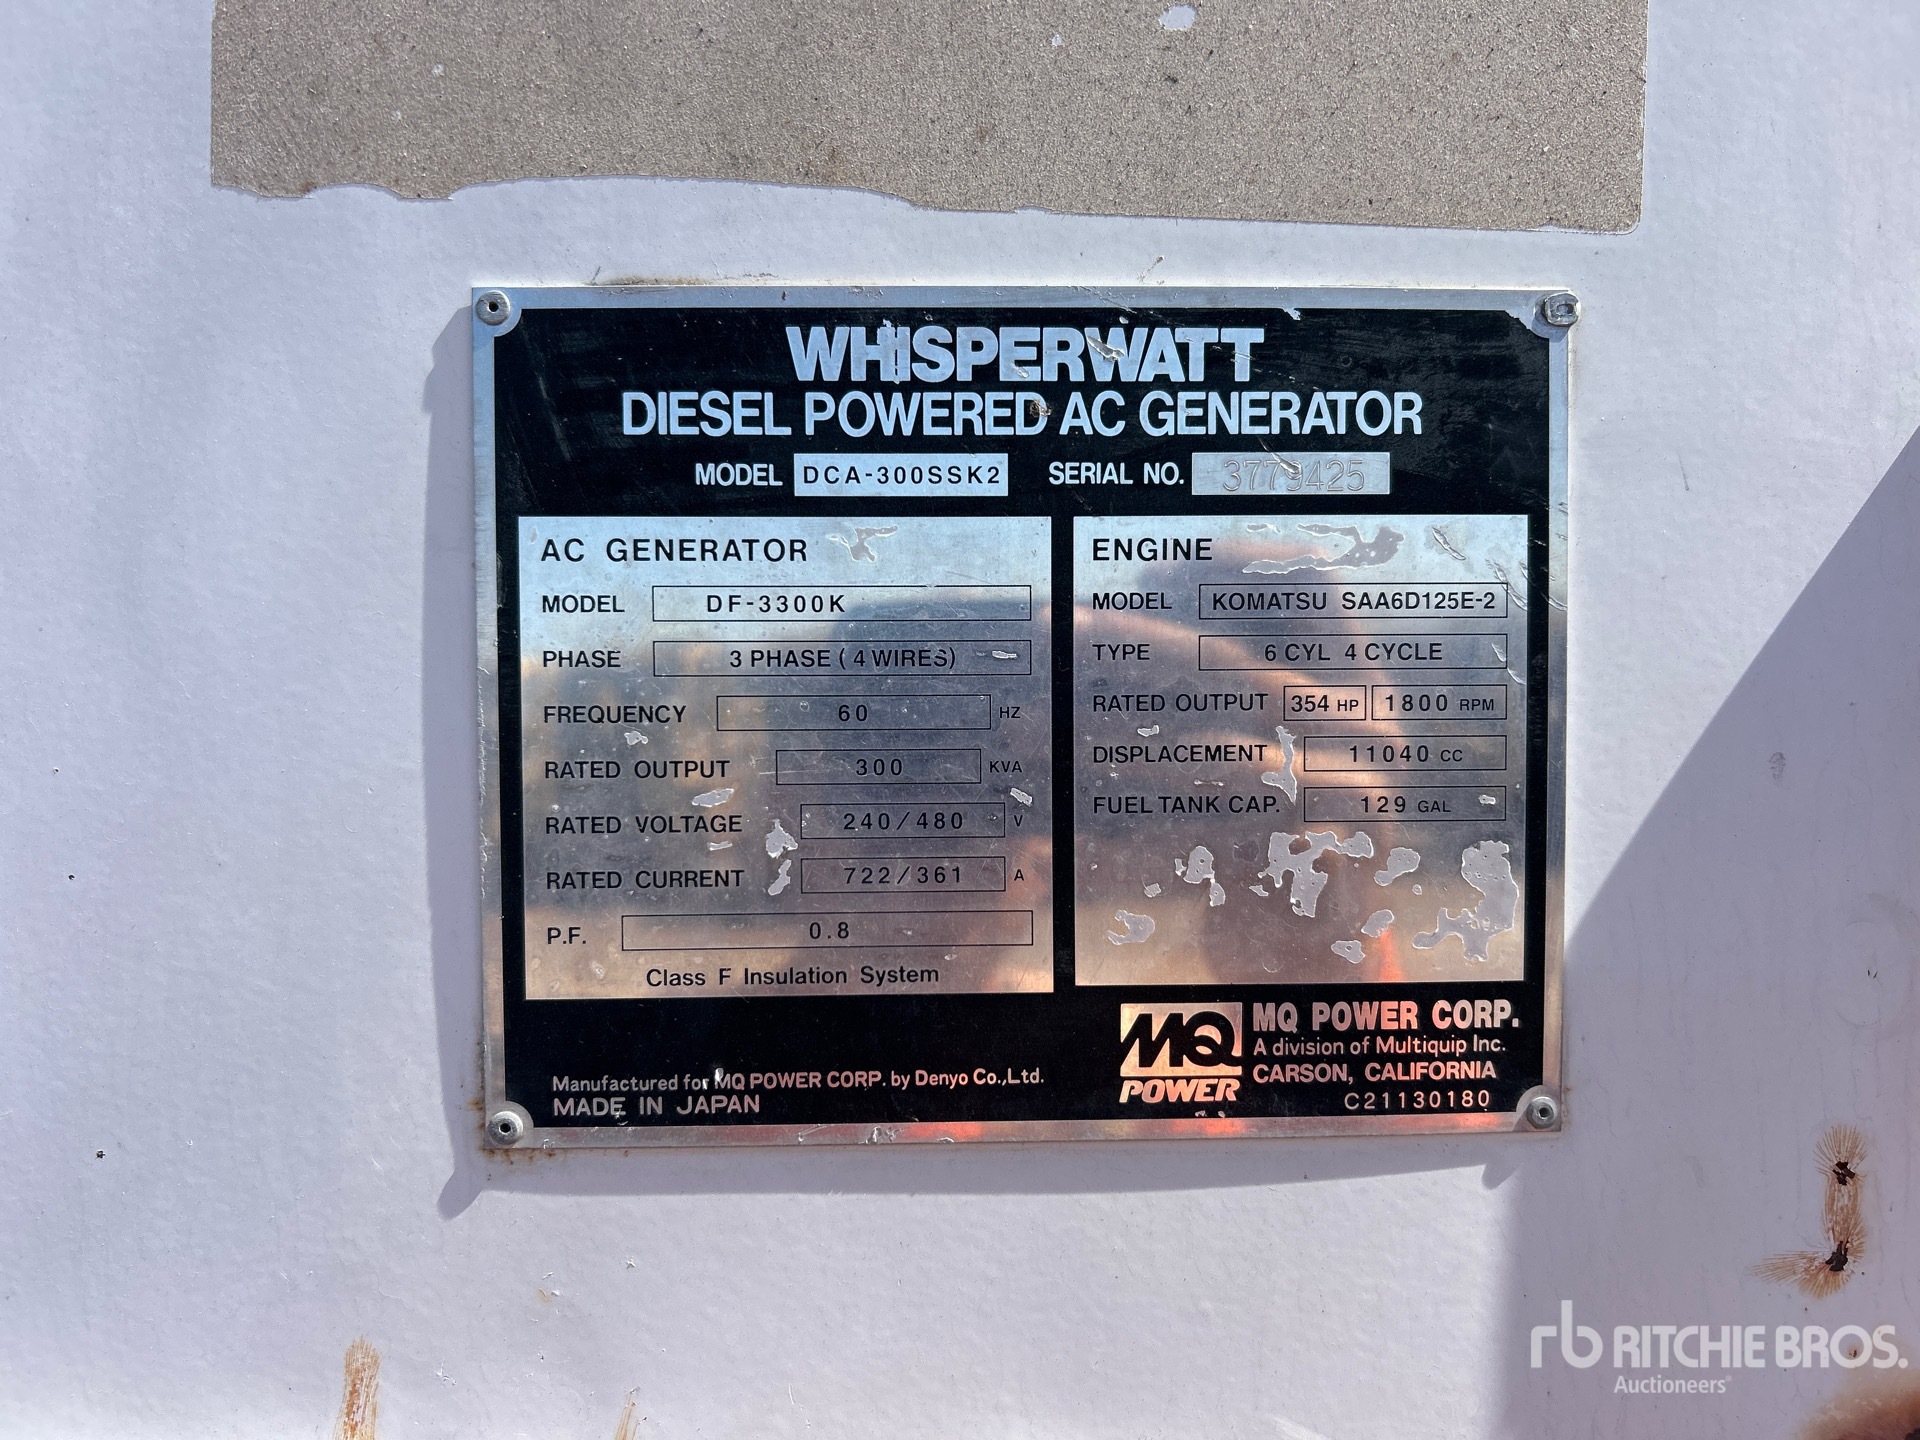 WHISPERWATT
DIESEL POWERED AC GENERATOR
MODEL DCA-300SSK2 SERIAL NO. 3779425
AC GENERATOR
MODEL DF-3300K
PHASE 3 PHASE (4 WIRES)
FREQUENCY 60 HZ
RATED OUTPUT 300 KVA
RATED VOLTAGE 240/480 V
RATED CURRENT 722/361 A
P.F. 0.8
Class F Insulation System
ENGINE
MODEL KOMATSU SAA6D125E-2
TYPE 6 CYL 4 CYCLE
RATED OUTPUT 354 HP 1800 RPM
DISPLACEMENT 11040 CC
FUEL TANK CAP. 129 GAL
Manufactured for MQ POWER CORP. by Denyo Co.,Ltd.
MADE IN JAPAN
MQ
POWER
MQ POWER CORP.
A division of Multiquip Inc.
CARSON, CALIFORNIA
C21130180
rb RITCHIE BROS.
Auctioneers